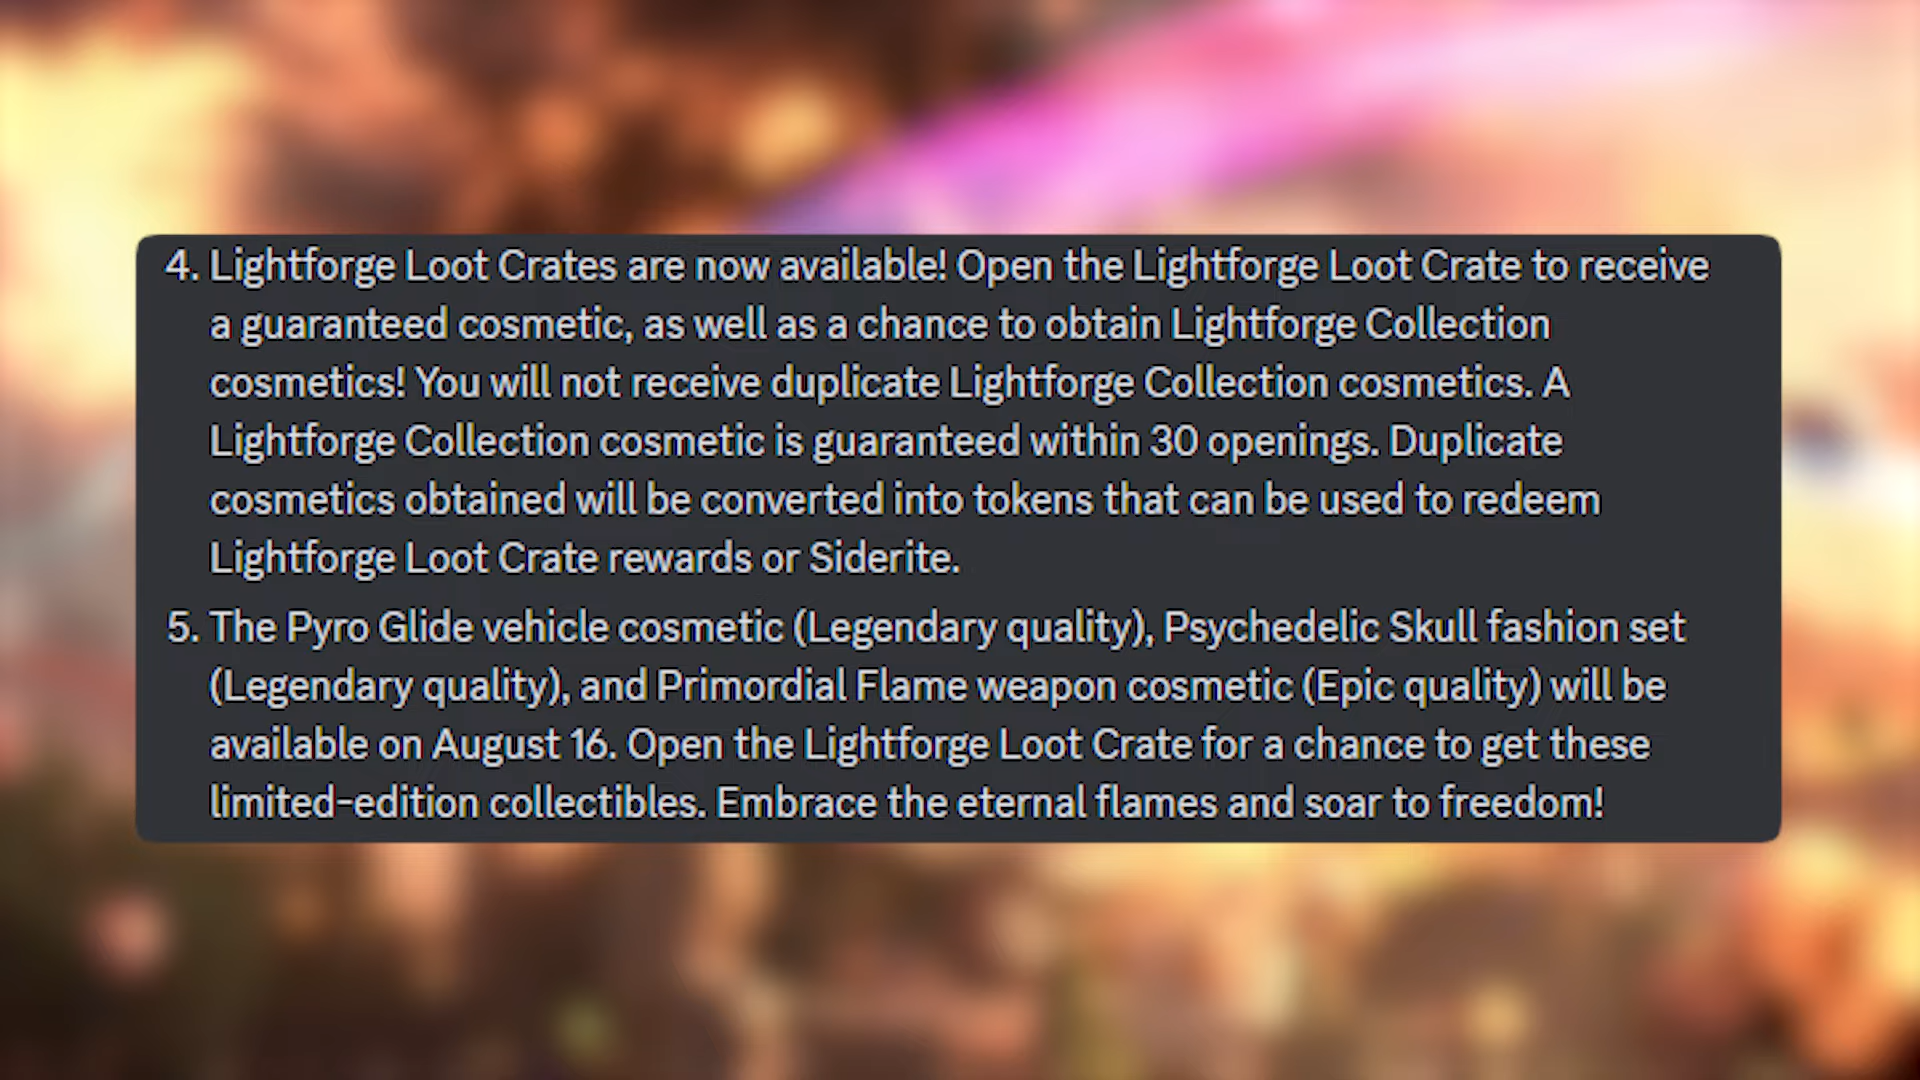 4. Lightforge Loot Crates are now available! Open the Lightforge Loot Crate to receive
a guaranteed cosmetic, as well as a chance to obtain Lightforge Collection
cosmetics! You will not receive duplicate Lightforge Collection cosmetics. A
Lightforge Collection cosmetic is guaranteed within 30 openings. Duplicate
cosmetics obtained will be converted into tokens that can be used to redeem
Lightforge Loot Crate rewards or Siderite.
5. The Pyro Glide vehicle cosmetic (Legendary quality), Psychedelic Skull fashion set
(Legendary quality), and Primordial Flame weapon cosmetic (Epic quality) will be
available on August 16. Open the Lightforge Loot Crate for a chance to get these
limited-edition collectibles. Embrace the eternal flames and soar to freedom!